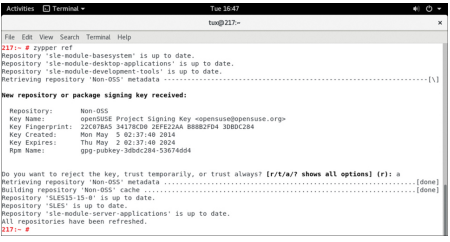 Activities Terminal Tue 16:47
tux@217:~
File Edit View Search Terminal Help
217:~ # zypper ref
Repository 'sle-module-basesystem' is up to date.
Repository 'sle-module-desktop-applications' is up to date.
Repository 'sle-module-development-tools' is up to date.
Retrieving repository 'Non-OSS' metadata ----------------------------------------------------------------[\]
New repository or package signing key received:
Repository: Non-OSS
Key Name: openSUSE Project Signing Key <opensuse@opensuse.org>
Key Fingerprint: 22C07BA5 34178CD0 2EFE22AA B88B2FD4 3DBDC284
Key Created: Mon May 5 02:37:40 2014
Key Expires: Thu May 2 02:37:40 2024
Rpm Name: gpg-pubkey-3dbdc284-53674dd4
Do you want to reject the key, trust temporarily, or trust always? [r/t/a/? shows all options] (r): a
Retrieving repository 'Non-OSS' metadata ................................................................[done]
Building repository 'Non-OSS' cache .....................................................................[done]
Repository 'SLES15-15-0' is up to date.
Repository 'SLES' is up to date.
Repository 'sle-module-server-applications' is up to date.
All repositories have been refreshed.
217:~ #